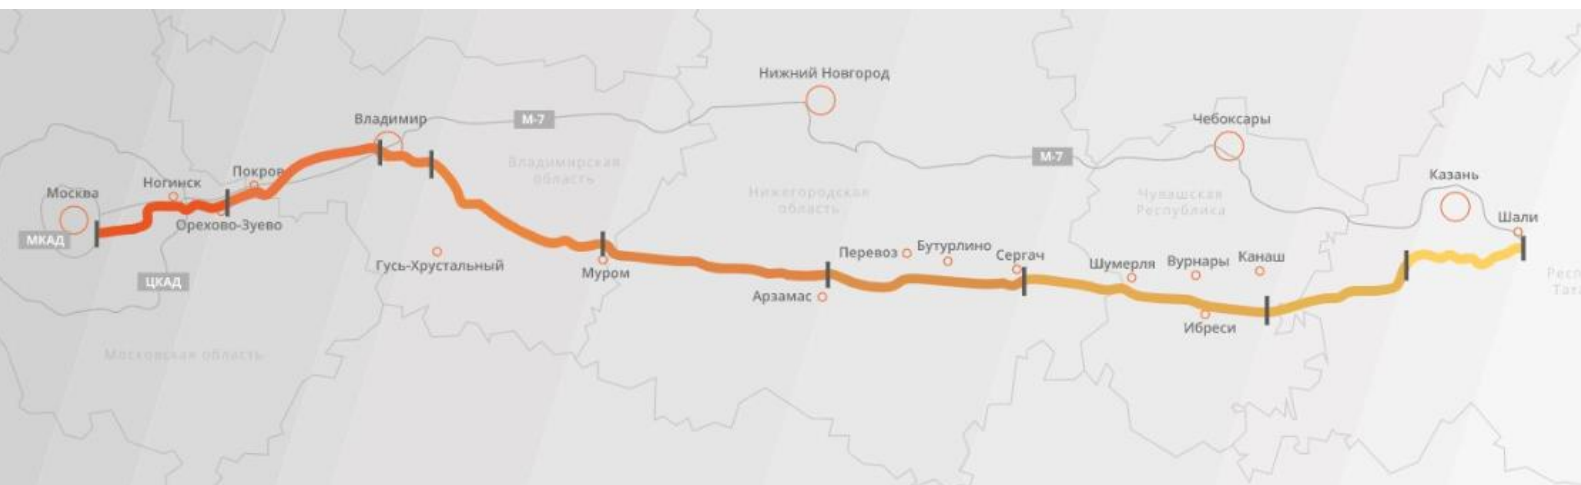 Нижний Новгород
Владимир
М-7
Чебоксары
М-7
Владимирская
область
Покров
Ногинск
Москва
Казань
Нижегородская
область
Чувашская
Республика
Шали
Орехово-Зуево
МКАД
Перевоз
Бутурлино
Сергач
Гусь-Хрустальный
Муром
Шумерля
Вурнары
Канаш
ЦКАД
Арзамас
Ибреси
Московская область